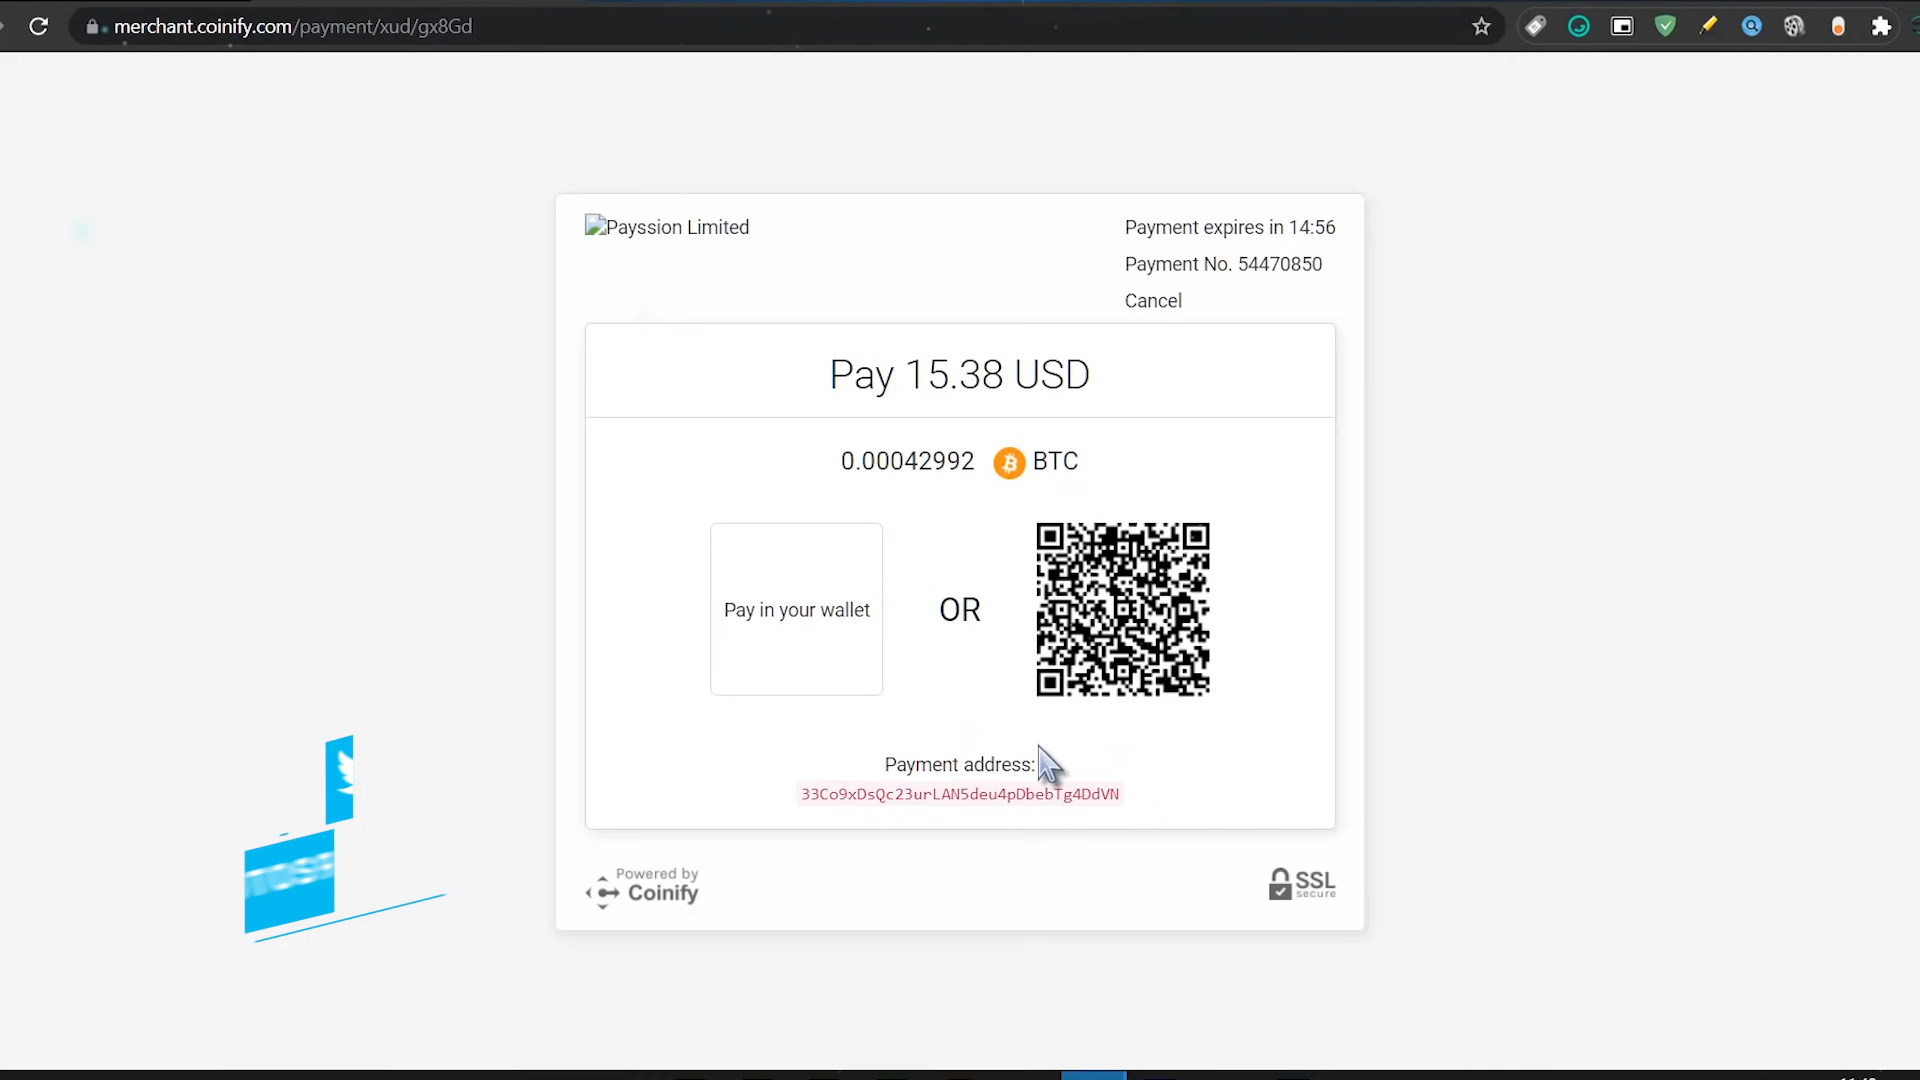 merchant.coinify.com/payment/xud/gx8Gd
Payssion Limited
Payment expires in 14:56
Payment No. 54470850
Cancel
Pay 15.38 USD
0.00042992 BTC
Pay in your wallet
OR
Payment address:
33Co9xDsQc23urLAN5deu4pDbebTg4DdVN
Powered by
Coinify
SSL
secure